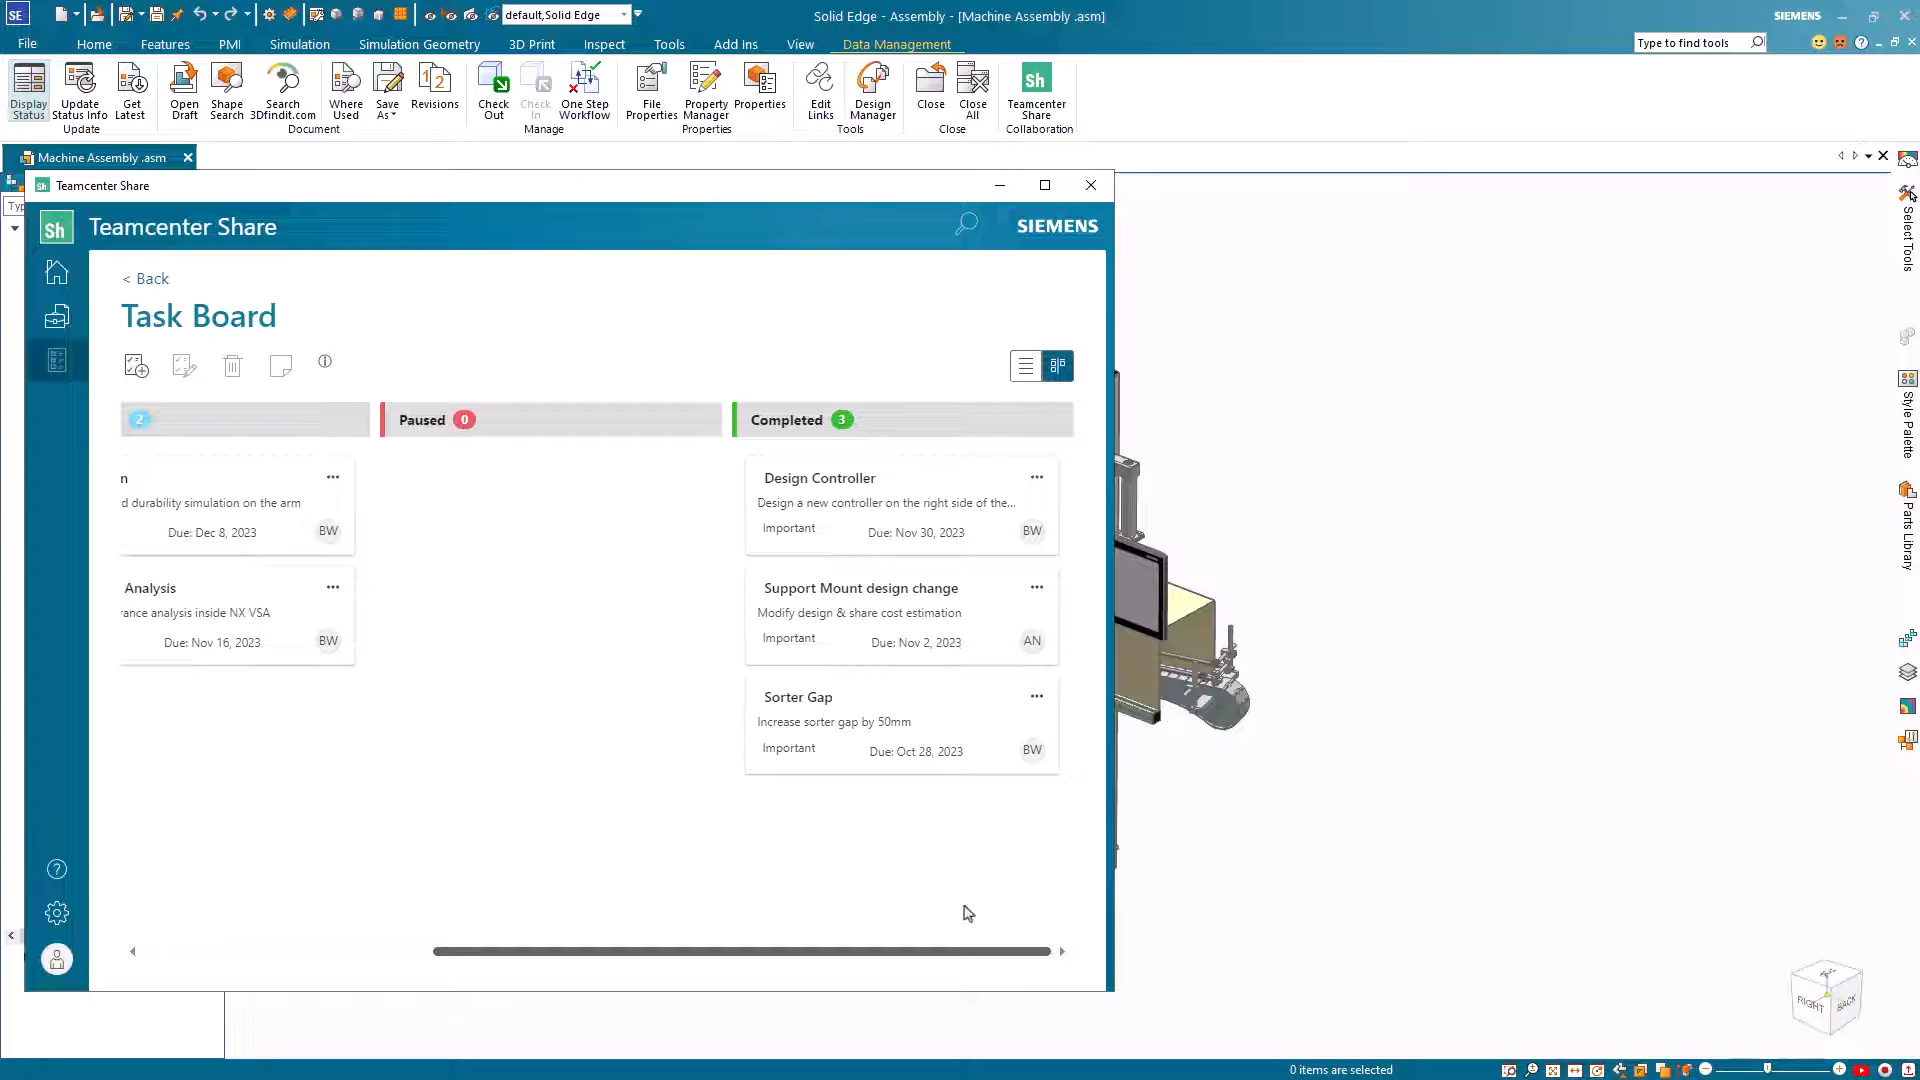 SE
default,Solid Edge
Solid Edge - Assembly - [Machine Assembly .asm]
SIEMENS
File
Home
Features
PMI
Simulation
Simulation Geometry
3D Print
Inspect
Tools
Add Ins
View
Data Management
Type to find tools
Display Status
Update Status Info
Get Latest
Open Draft
Shape Search
Search 3Dfindit.com
Where Used
Save As
Revisions
Check Out
Check In
One Step Workflow
File Properties
Property Manager
Properties
Edit Links
Design Manager
Close
Close All
Sh
Teamcenter Share
Update
Document
Manage
Properties
Tools
Close
Collaboration
Machine Assembly .asm
Sh
Teamcenter Share
Sh
Teamcenter Share
SIEMENS
< Back
Task Board
2
Paused 0
Completed 3
n
d durability simulation on the arm
Due: Dec 8, 2023
BW
Analysis
rance analysis inside NX VSA
Due: Nov 16, 2023
BW
Design Controller
Design a new controller on the right side of the...
Important
Due: Nov 30, 2023
BW
Support Mount design change
Modify design & share cost estimation
Important
Due: Nov 2, 2023
AN
Sorter Gap
Increase sorter gap by 50mm
Important
Due: Oct 28, 2023
BW
Select Tools
Style Palette
Parts Library
RIGHT
BACK
0 items are selected